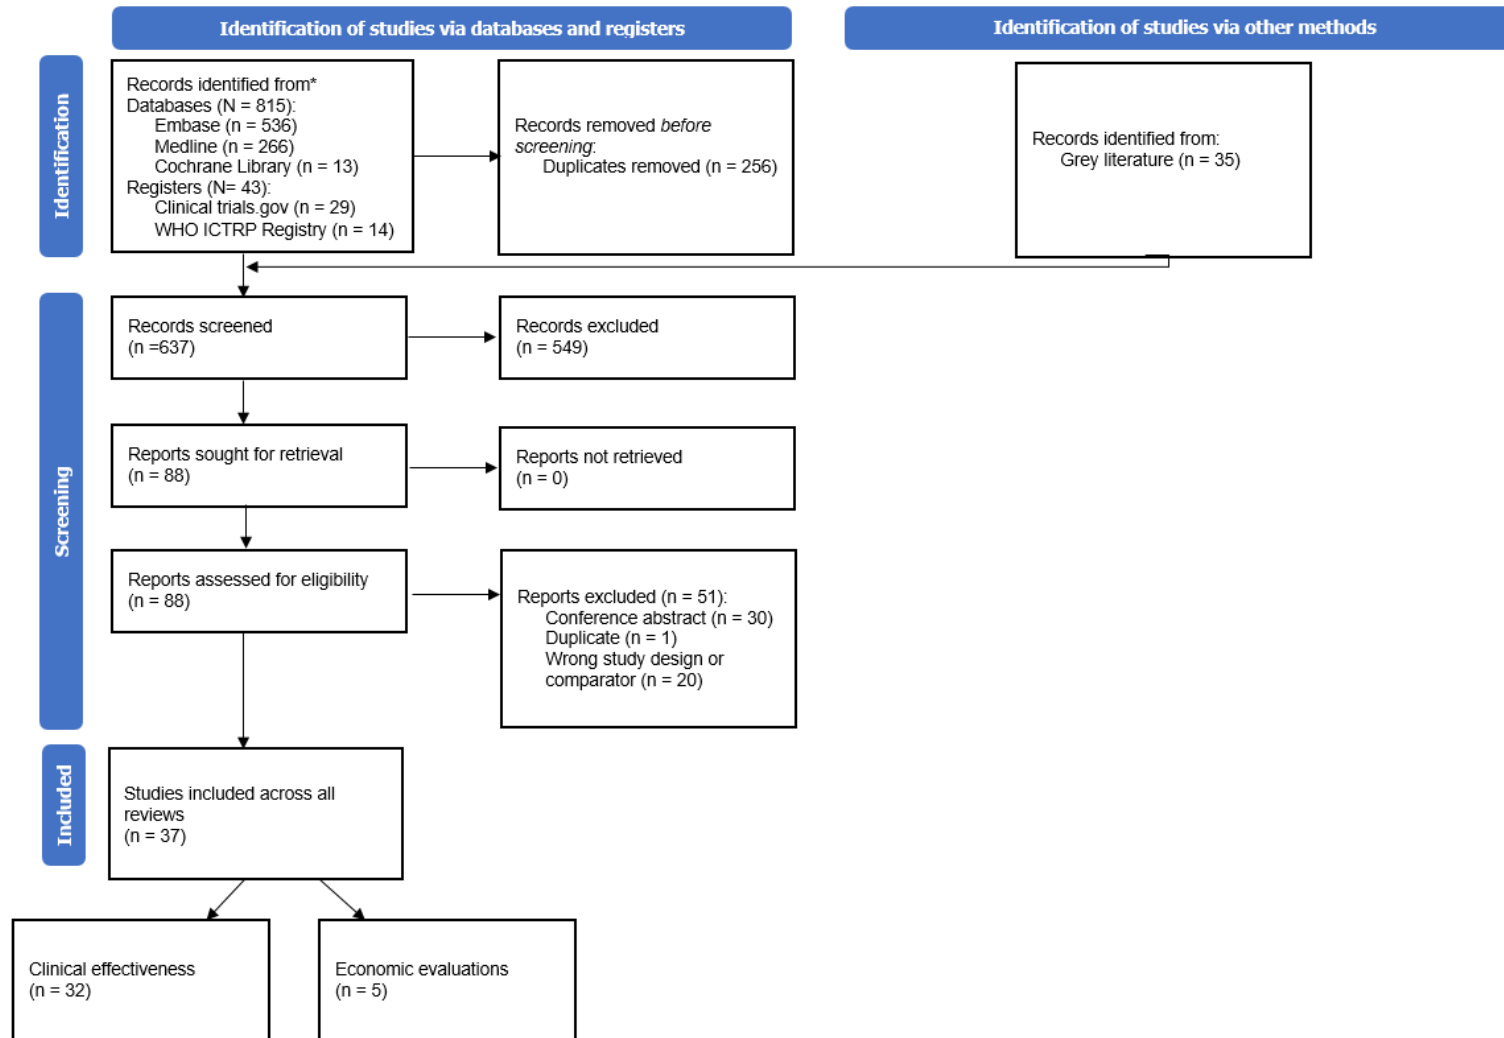 Identification of studies via databases and registers
Identification of studies via other methods
Identification
Records identified from*
Databases (N = 815):
Embase (n = 536)
Medline (n = 266)
Cochrane Library (n = 13)
Registers (N= 43):
Clinical trials.gov (n = 29)
WHO ICTRP Registry (n = 14)
Records removed before
screening:
Duplicates removed (n = 256)
Records identified from:
Grey literature (n = 35)
Screening
Records screened
(n =637)
Records excluded
(n = 549)
Reports sought for retrieval
(n = 88)
Reports not retrieved
(n = 0)
Reports assessed for eligibility
(n = 88)
Reports excluded (n = 51):
Conference abstract (n = 30)
Duplicate (n = 1)
Wrong study design or
comparator (n = 20)
Included
Studies included across all
reviews
(n = 37)
Clinical effectiveness
(n = 32)
Economic evaluations
(n = 5)